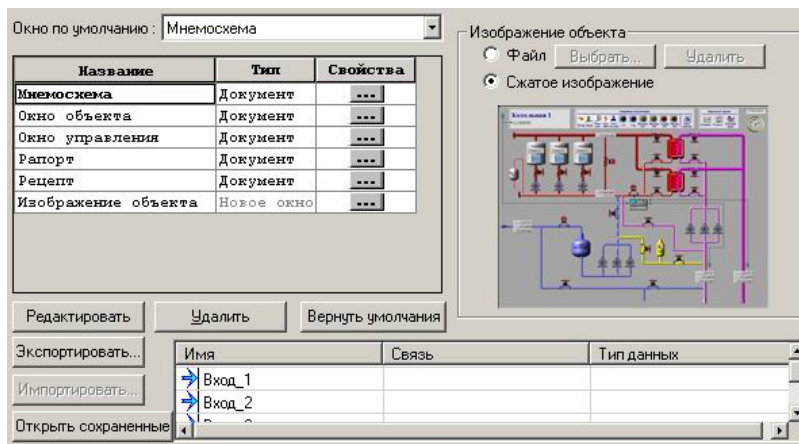 Окно по умолчанию : Мнемосхема
Название Тип Свойства
Мнемосхема Документ ...
Окно объекта Документ ...
Окно управления Документ ...
Рапорт Документ ...
Рецепт Документ ...
Изображение объекта Новое окно ...
Изображение объекта
Файл Выбрать... Удалить
Сжатое изображение
Котельная 1
Редактировать Удалить Вернуть умолчания
Экспортировать...
Импортировать...
Открыть сохраненные
Имя Связь Тип данных
Вход_1
Вход_2